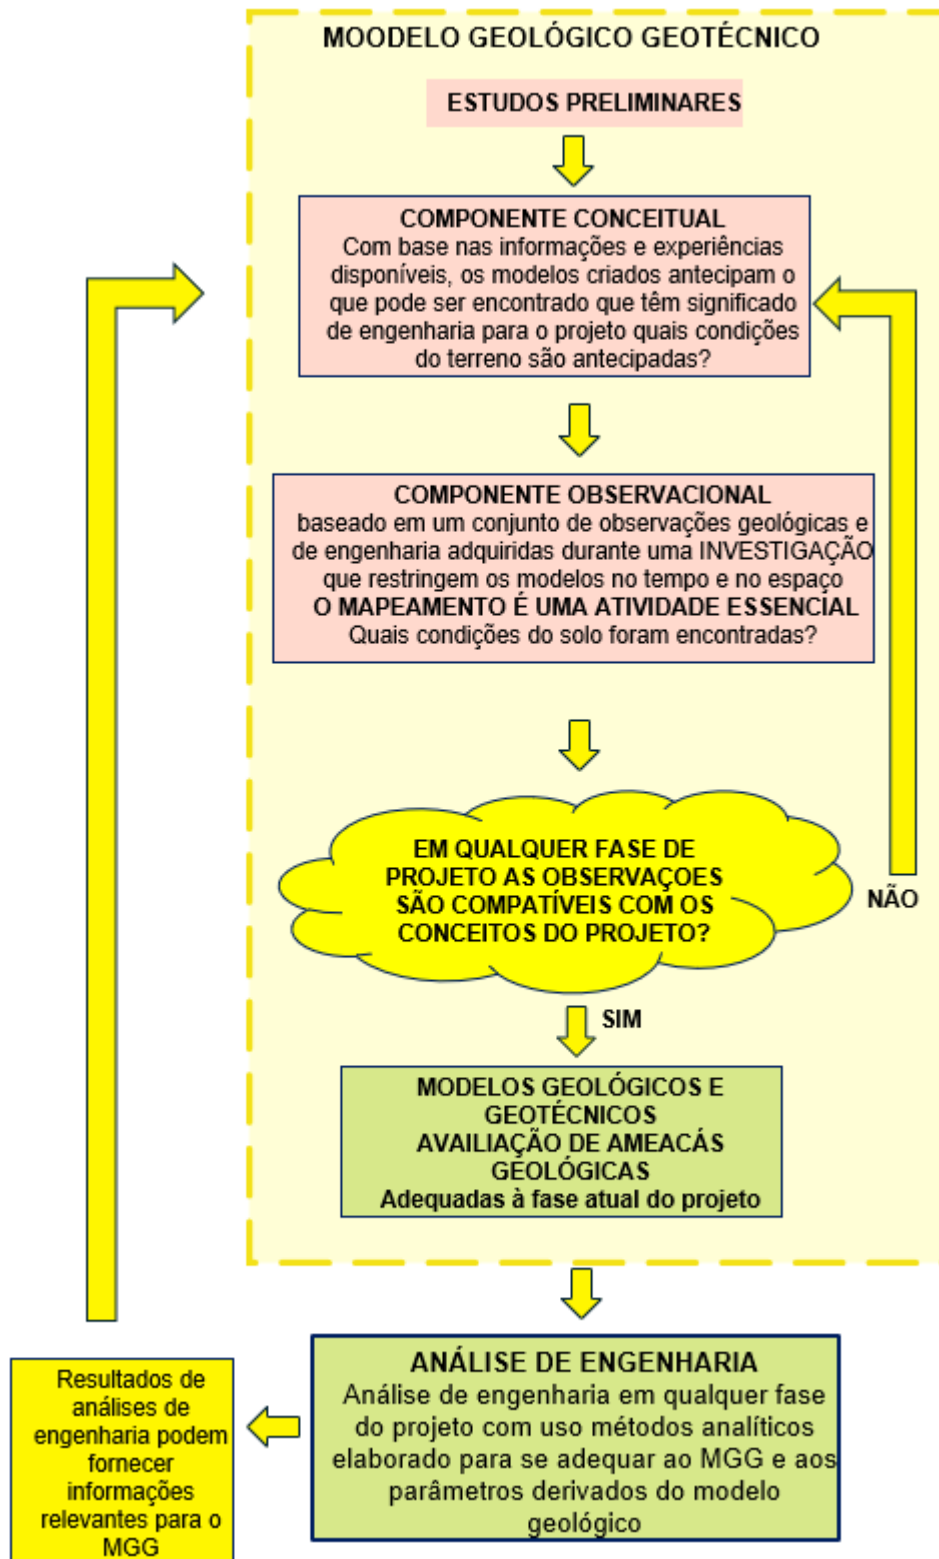 MOODELO GEOLÓGICO GEOTÉCNICO
ESTUDOS PRELIMINARES
COMPONENTE CONCEITUAL
Com base nas informações e experiências
disponíveis, os modelos criados antecipam o
que pode ser encontrado que têm significado
de engenharia para o projeto quais condições
do terreno são antecipadas?
COMPONENTE OBSERVACIONAL
baseado em um conjunto de observações geológicas e
de engenharia adquiridas durante uma INVESTIGAÇÃO
que restringem os modelos no tempo e no espaço
O MAPEAMENTO É UMA ATIVIDADE ESSENCIAL
Quais condições do solo foram encontradas?
EM QUALQUER FASE DE
PROJETO AS OBSERVAÇOES
SÃO COMPATÍVEIS COM OS
CONCEITOS DO PROJETO?
NÃO
SIM
MODELOS GEOLÓGICOS E
GEOTÉCNICOS
AVAILIAÇÃO DE AMEACÁS
GEOLÓGICAS
Adequadas à fase atual do projeto
ANÁLISE DE ENGENHARIA
Análise de engenharia em qualquer fase
do projeto com uso métodos analíticos
elaborado para se adequar ao MGG e aos
parâmetros derivados do modelo
geológico
Resultados de
análises de
engenharia podem
fornecer
informações
relevantes para o
MGG